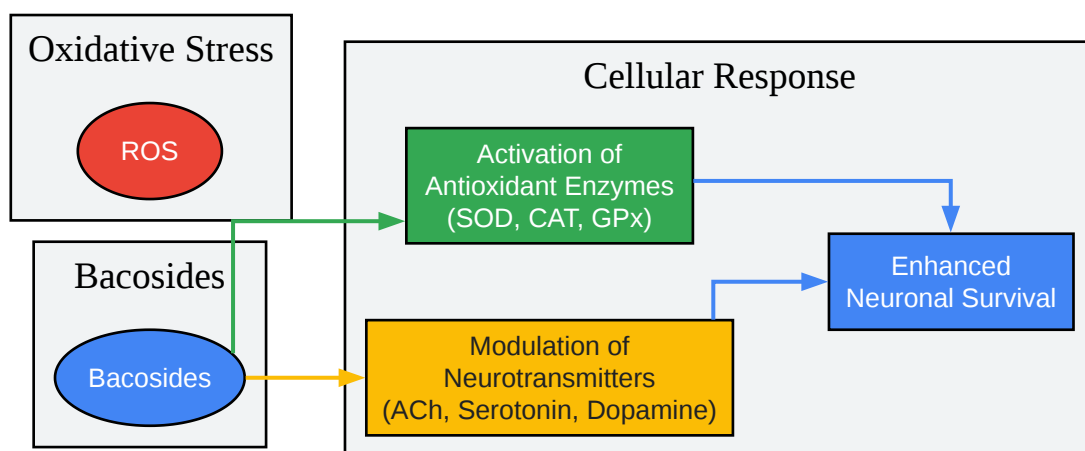 Oxidative Stress
ROS
Bacosides
Bacosides
Cellular Response
Activation of
Antioxidant Enzymes
(SOD, CAT, GPx)
Modulation of
Neurotransmitters
(ACh, Serotonin, Dopamine)
Enhanced
Neuronal Survival